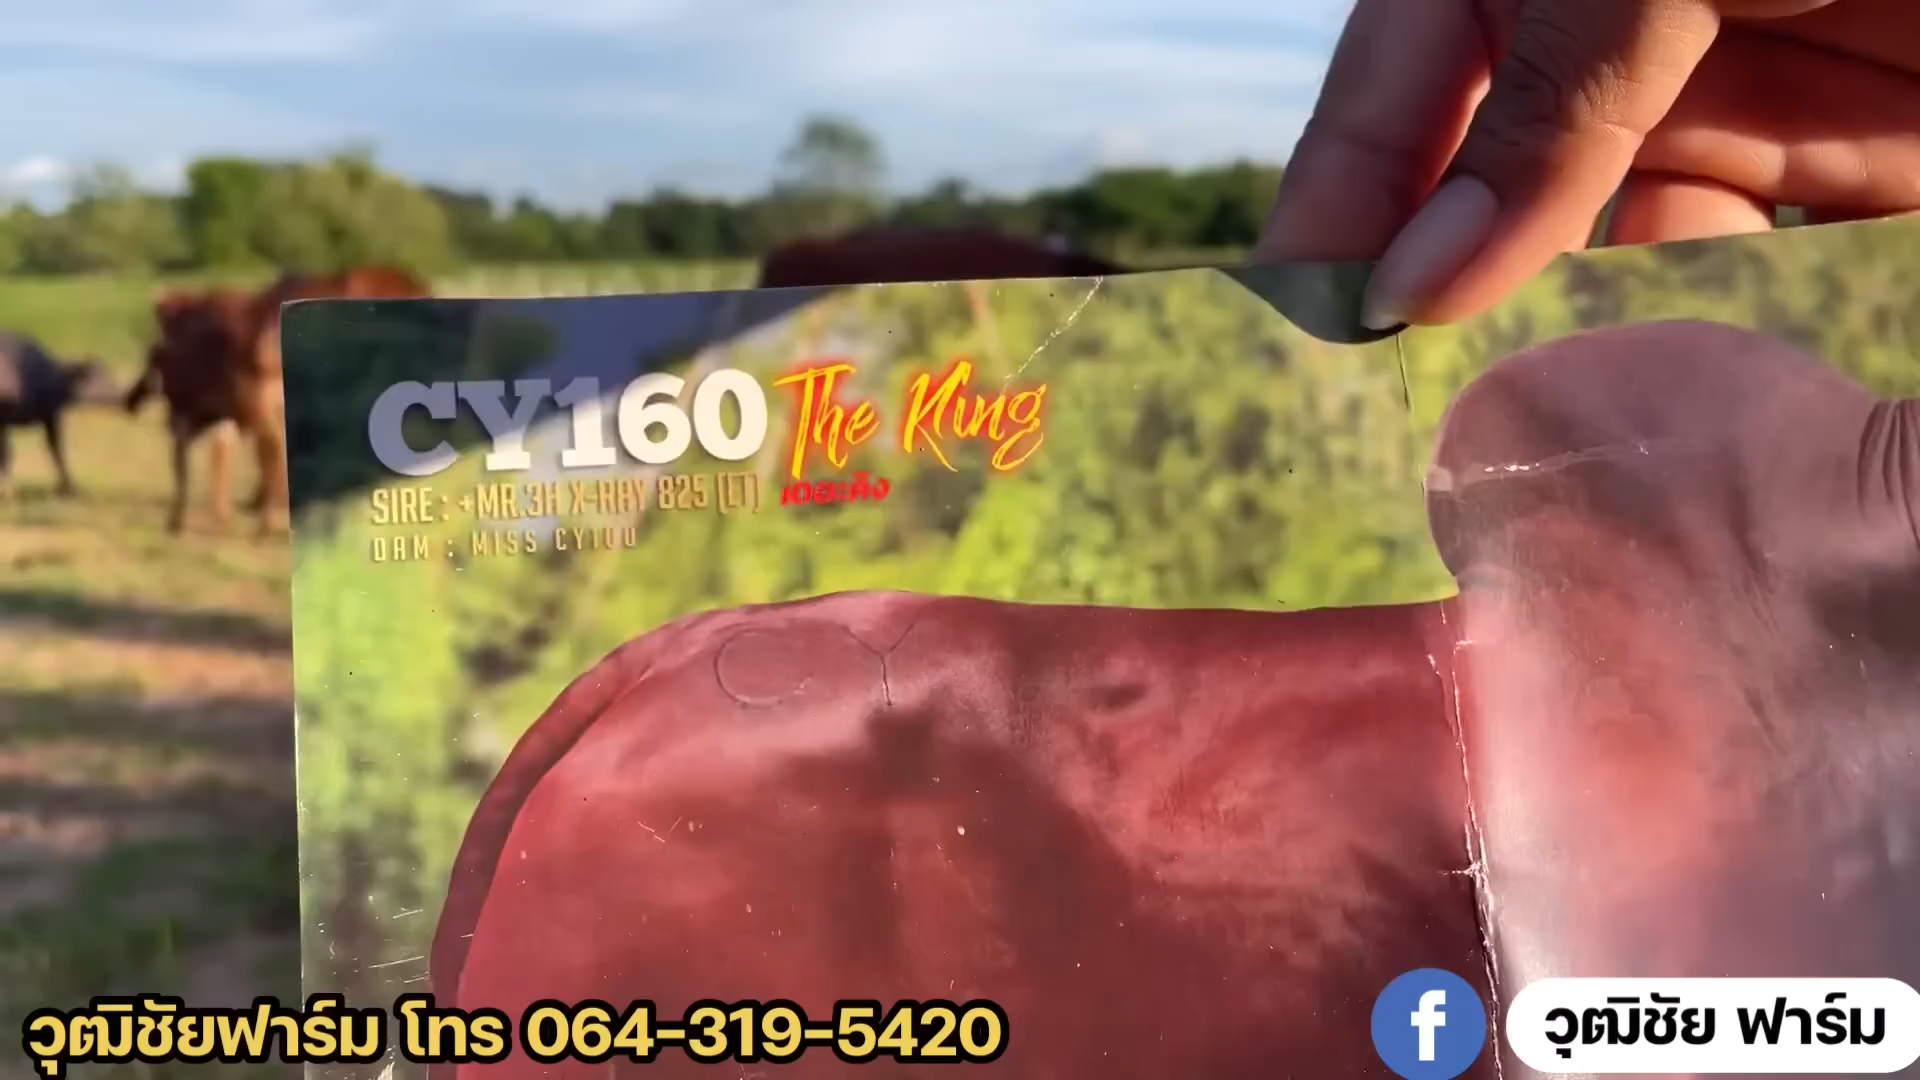 CY160 The King
เดอะคิง
SIRE : +MR.3H X-RAY 825 (LT)
DAM : MISS CY100
CY
วุฒิชัยฟาร์ม โทร 064-319-5420
f วุฒิชัย ฟาร์ม